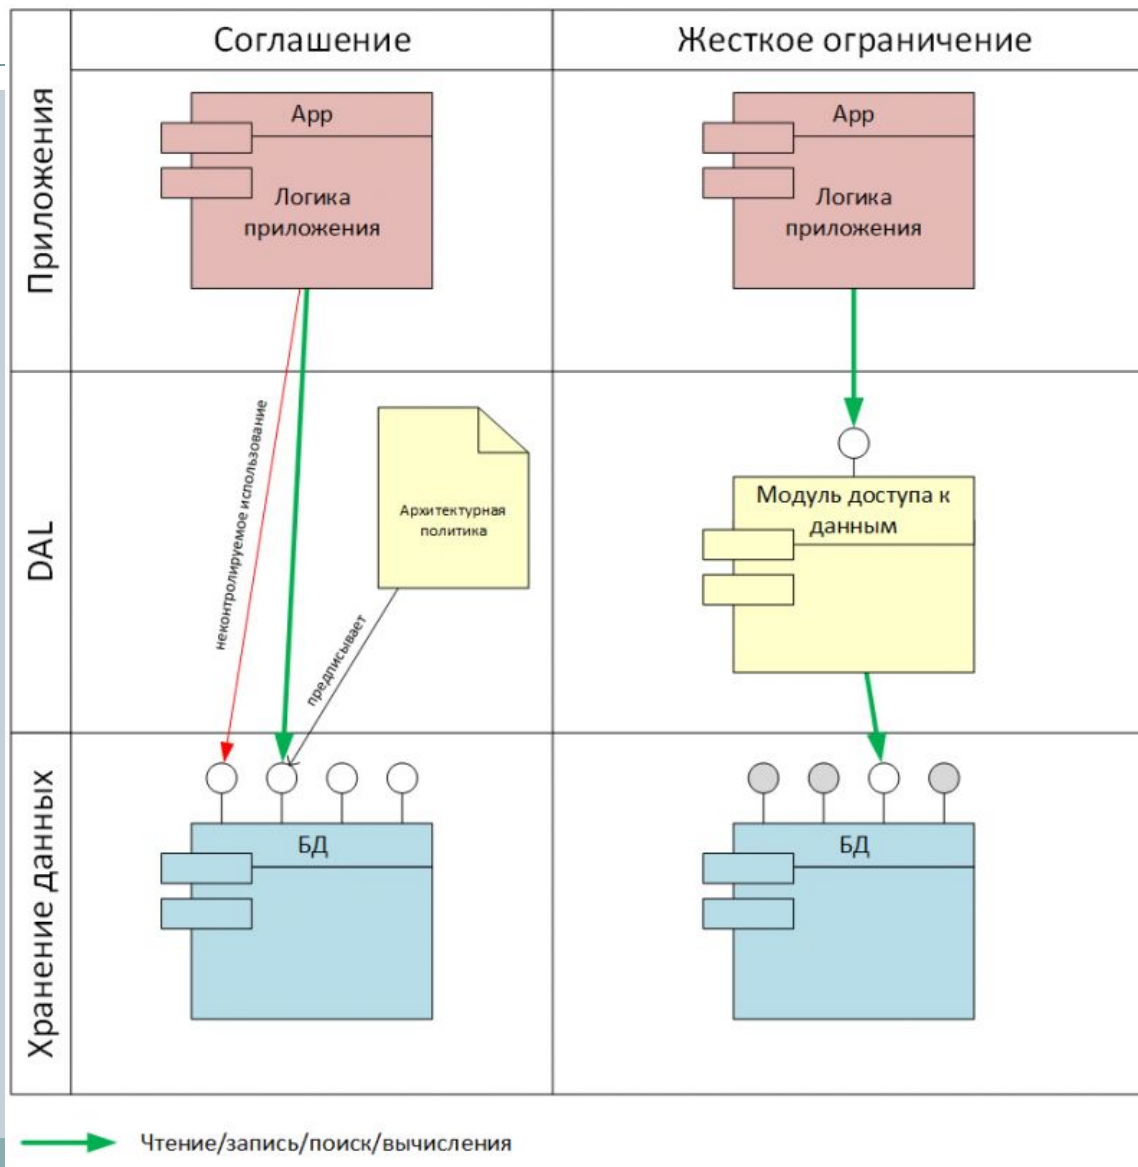 Соглашение
Жесткое ограничение
Приложения
App
Логика
приложения
App
Логика
приложения
DAL
неконтролируемое использование
Архитектурная
политика
предписывает
Модуль доступа к
данным
Хранение данных
БД
БД
Чтение/запись/поиск/вычисления